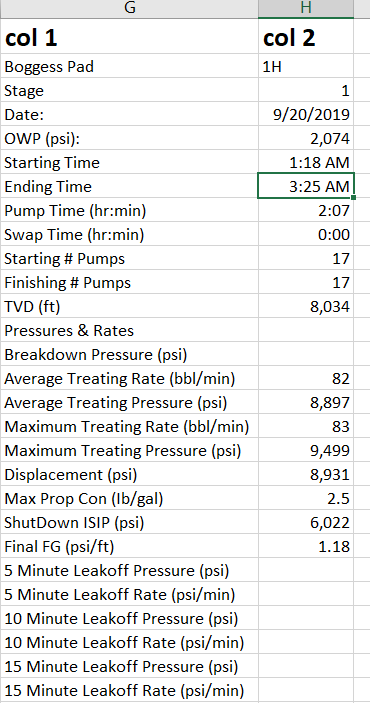 G H
col 1 col 2
Boggess Pad 1H
Stage 1
Date: 9/20/2019
OWP (psi): 2,074
Starting Time 1:18 AM
Ending Time 3:25 AM
Pump Time (hr:min) 2:07
Swap Time (hr:min) 0:00
Starting # Pumps 17
Finishing # Pumps 17
TVD (ft) 8,034
Pressures & Rates
Breakdown Pressure (psi)
Average Treating Rate (bbl/min) 82
Average Treating Pressure (psi) 8,897
Maximum Treating Rate (bbl/min) 83
Maximum Treating Pressure (psi) 9,499
Displacement (psi) 8,931
Max Prop Con (lb/gal) 2.5
ShutDown ISIP (psi) 6,022
Final FG (psi/ft) 1.18
5 Minute Leakoff Pressure (psi)
5 Minute Leakoff Rate (psi/min)
10 Minute Leakoff Pressure (psi)
10 Minute Leakoff Rate (psi/min)
15 Minute Leakoff Pressure (psi)
15 Minute Leakoff Rate (psi/min)